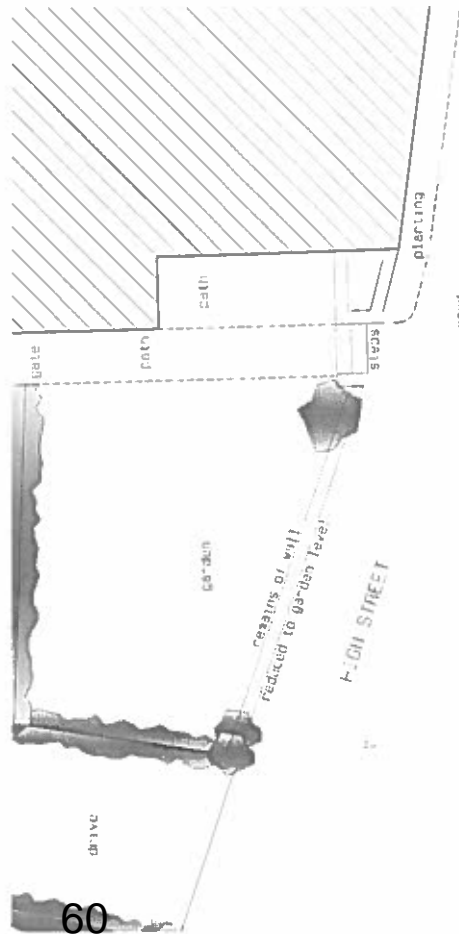 planting
path
steps
gate
path
garden
remains of wall
reduced to garden level
HIGH STREET
drive
60